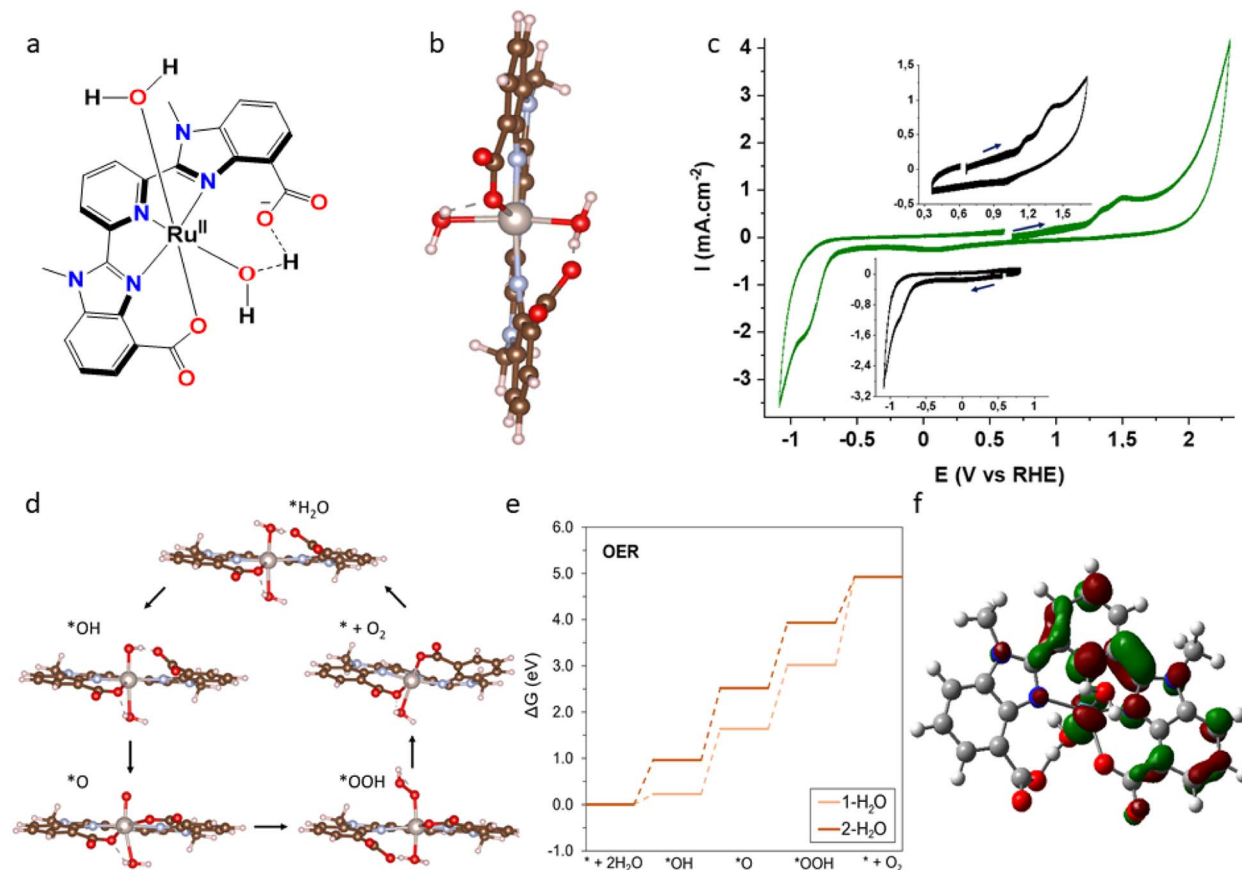 a
b
c
H
H
O
N
N
N
N
N
O
O
−
Ru
II
H
O
H
O
O
I (mA.cm-2)
4
3
2
1
0
-1
-2
-3
-1
-0.5
0
0.5
1
1,5
2
E (V vs RHE)
1,5
1
0,5
0
-0,5
0,3
0,6
0,9
1,2
1,5
0
-0,8
-1,6
-2,4
-3,2
-1
0
1
d
*H2O
*OH
* + O2
*O
*OOH
e
OER
ΔG (eV)
6.0
5.0
4.0
3.0
2.0
1.0
0.0
-1.0
* + 2H2O
*OH
*O
*OOH
* + O2
1-H2O
2-H2O
f